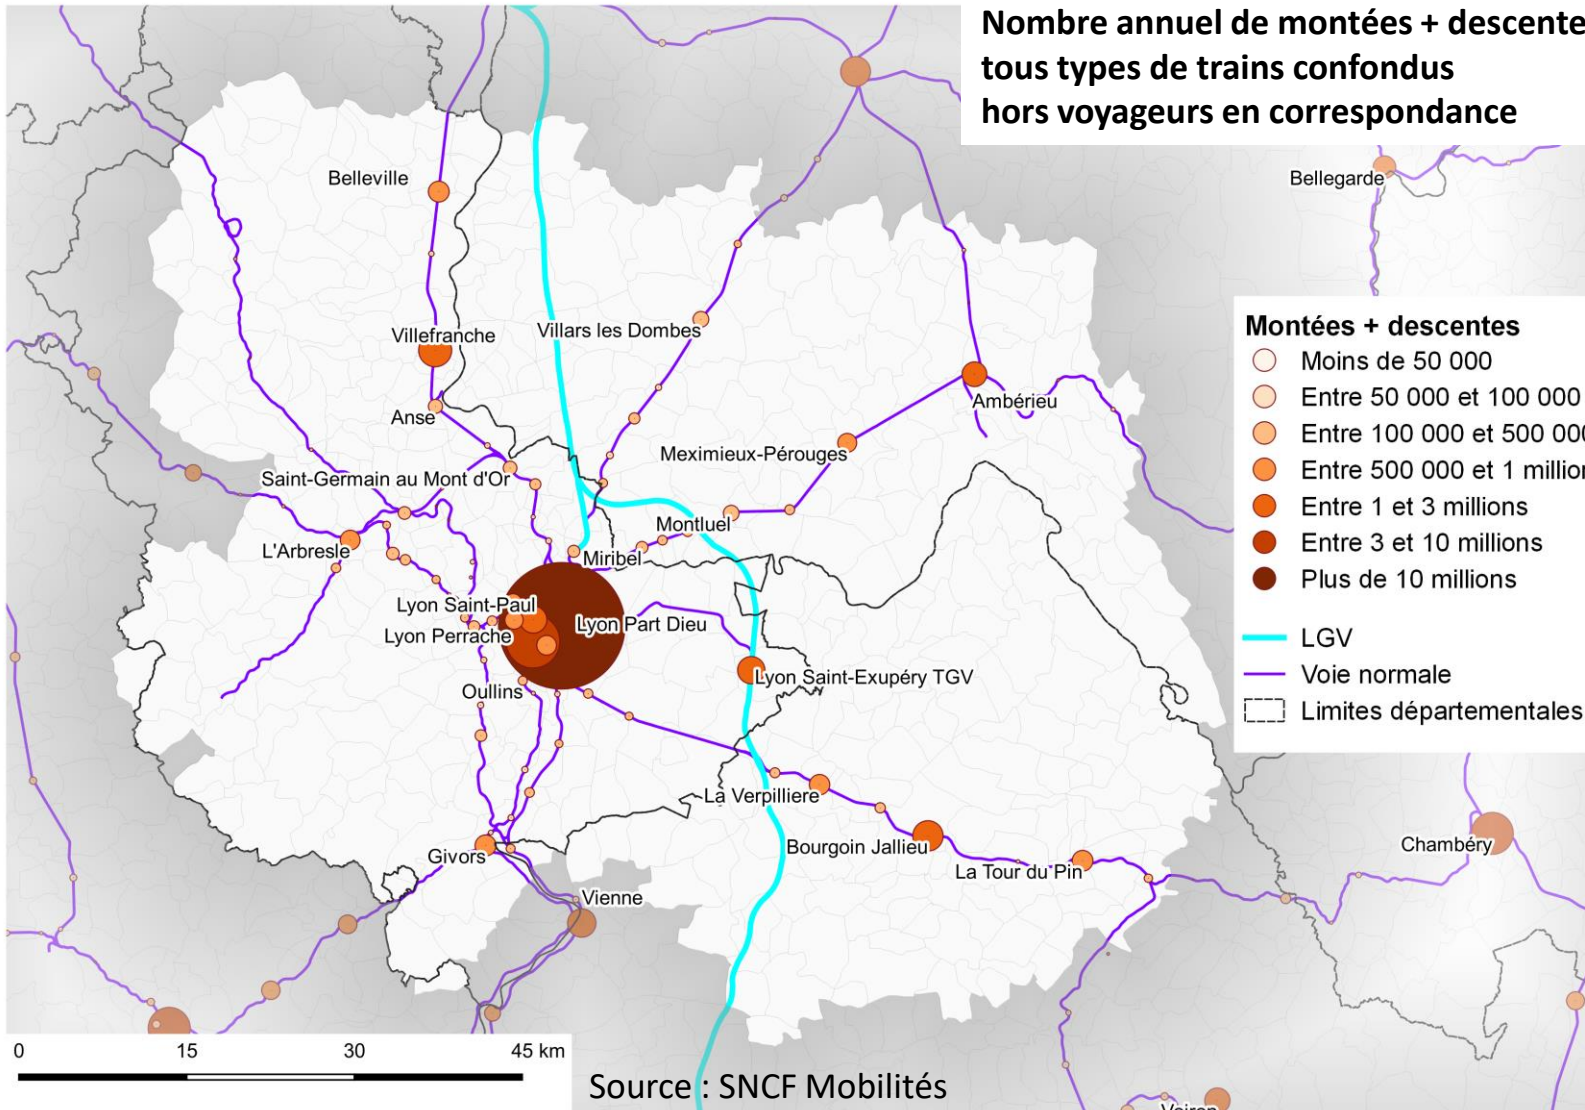 Nombre annuel de montées + descente
tous types de trains confondus
hors voyageurs en correspondance
Bellegarde
Belleville
Villefranche
Villars les Dombes
Anse
Ambérieu
Meximieux-Pérouges
Saint-Germain au Mont d'Or
Montluel
L'Arbresle
Miribel
Lyon Saint-Paul
Lyon Part Dieu
Lyon Perrache
Oullins
Lyon Saint-Exupéry TGV
La Verpilliere
Bourgoin Jallieu
La Tour du Pin
Givors
Vienne
Chambéry
Voiron
Montées + descentes
Moins de 50 000
Entre 50 000 et 100 000
Entre 100 000 et 500 000
Entre 500 000 et 1 million
Entre 1 et 3 millions
Entre 3 et 10 millions
Plus de 10 millions
LGV
Voie normale
Limites départementales
0 15 30 45 km
Source : SNCF Mobilités